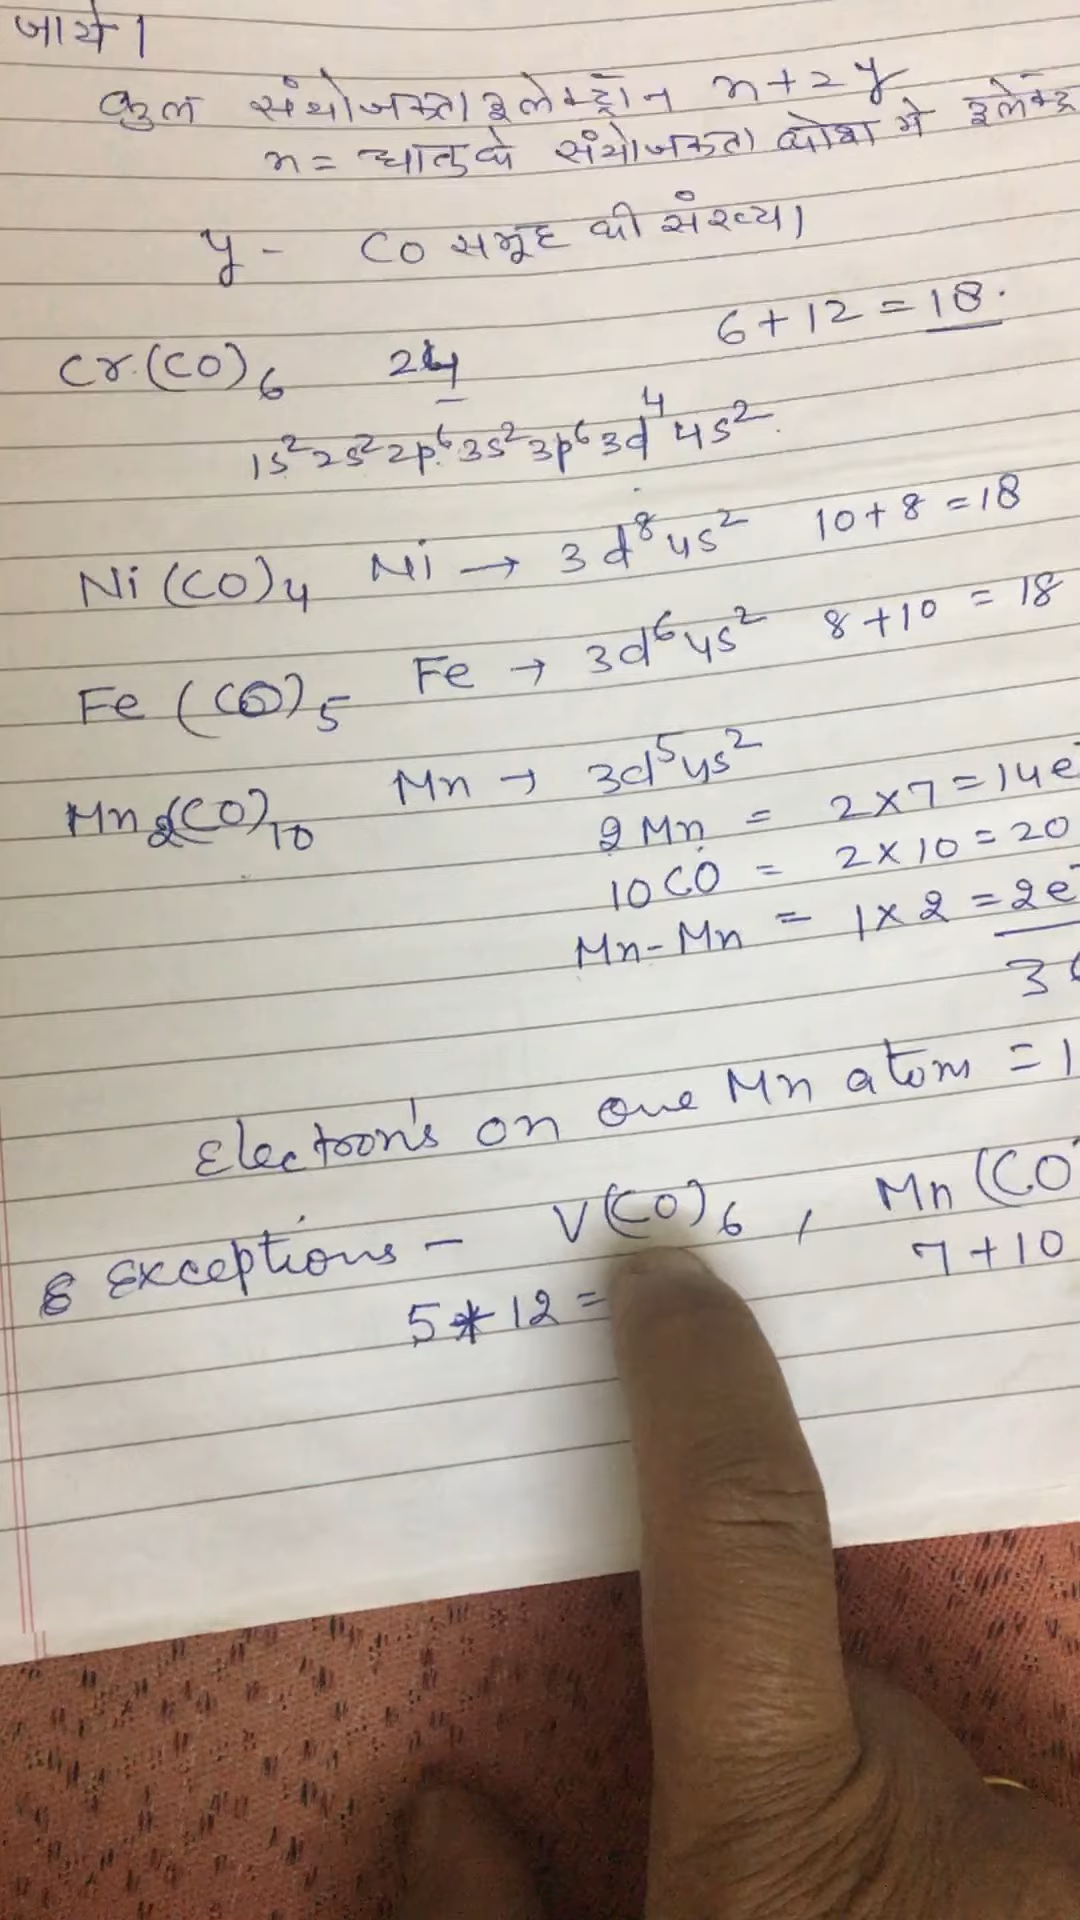 जाये।
कुल संयोजकता इलेक्ट्रॉन n+2y
n = धातु के संयोजकता कोश मे इलेक्ट्र
y - CO समूह की संख्या
6+12 = 18.
Cr.(CO)6 24
1s² 2s² 2p⁶ 3s² 3p⁶ 3d⁴ 4s².
Ni(CO)4 Ni → 3d⁸ 4s² 10+8 = 18
Fe(CO)5 Fe → 3d⁶ 4s² 8+10 = 18
Mn2(CO)10 Mn → 3d⁵ 4s²
2Mn = 2×7 = 14e
10CO = 2×10 = 20
Mn-Mn = 1×2 = 2e⁻
3
Electron's on one Mn atom = 1
Exceptions - V(CO)6 , Mn(CO
5 * 12 = 7+10